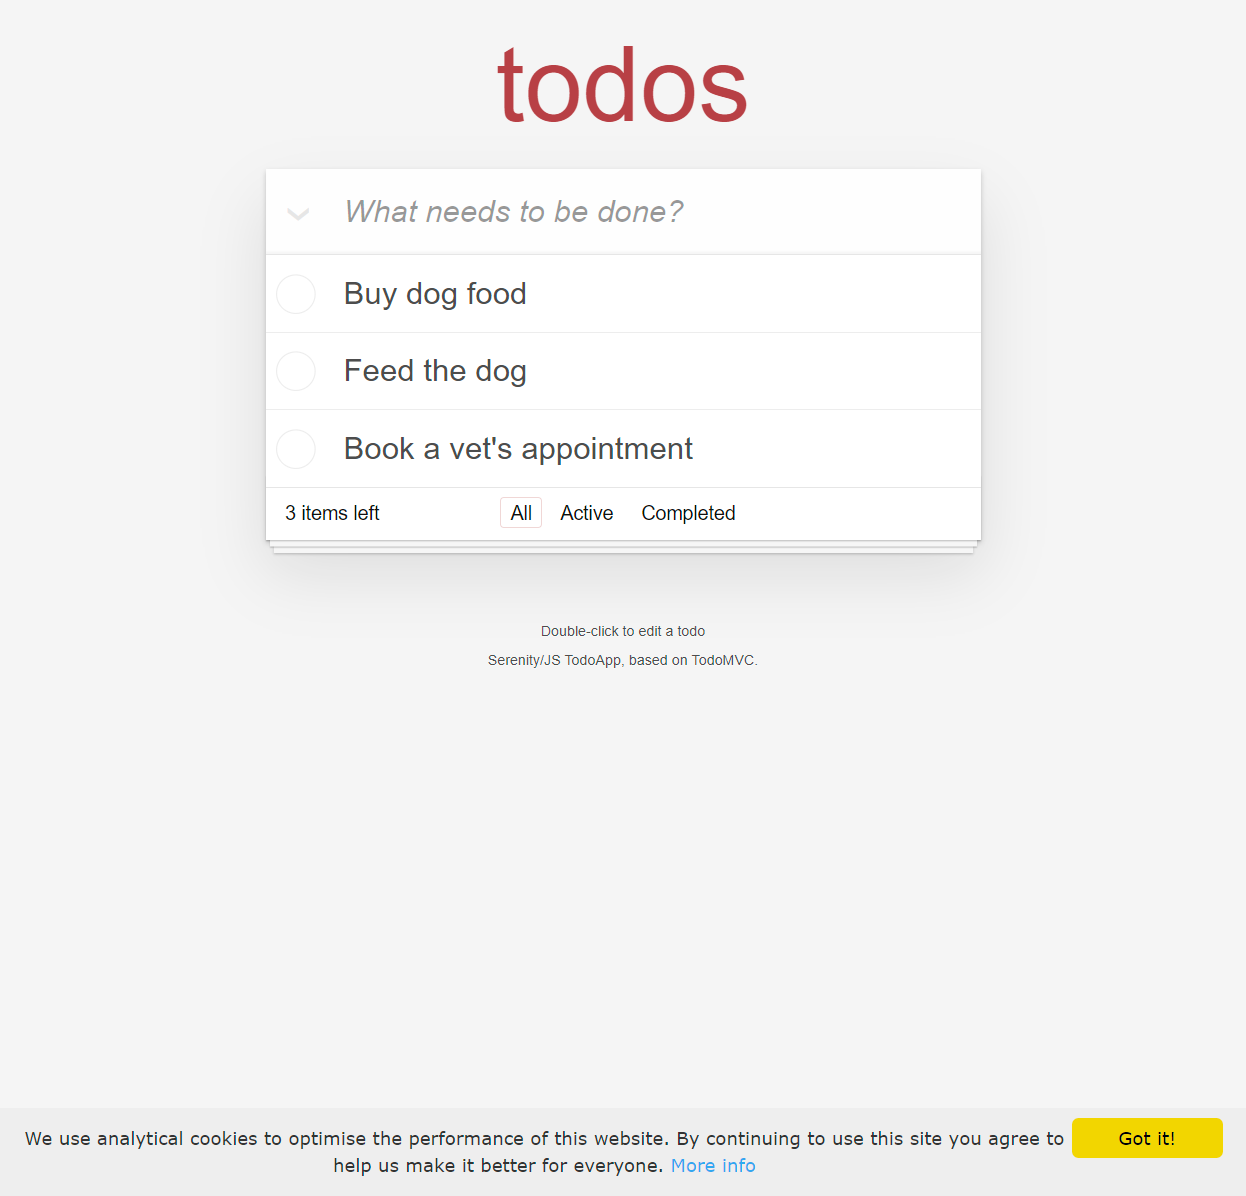 todos
What needs to be done?
Buy dog food
Feed the dog
Book a vet's appointment
3 items left All Active Completed
Double-click to edit a todo
Serenity/JS TodoApp, based on TodoMVC.
We use analytical cookies to optimise the performance of this website. By continuing to use this site you agree to
help us make it better for everyone. More info
Got it!